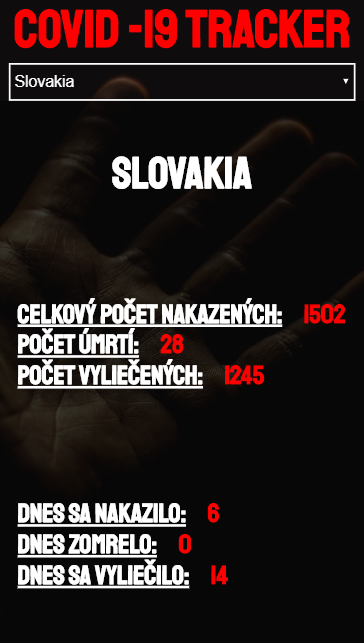 COVID -19 TRACKER
Slovakia
SLOVAKIA
CELKOVÝ POČET NAKAZENÝCH: 1502
POČET ÚMRTÍ: 28
POČET VYLIEČENÝCH: 1245
DNES SA NAKAZILO: 6
DNES ZOMRELO: 0
DNES SA VYLIEČILO: 14